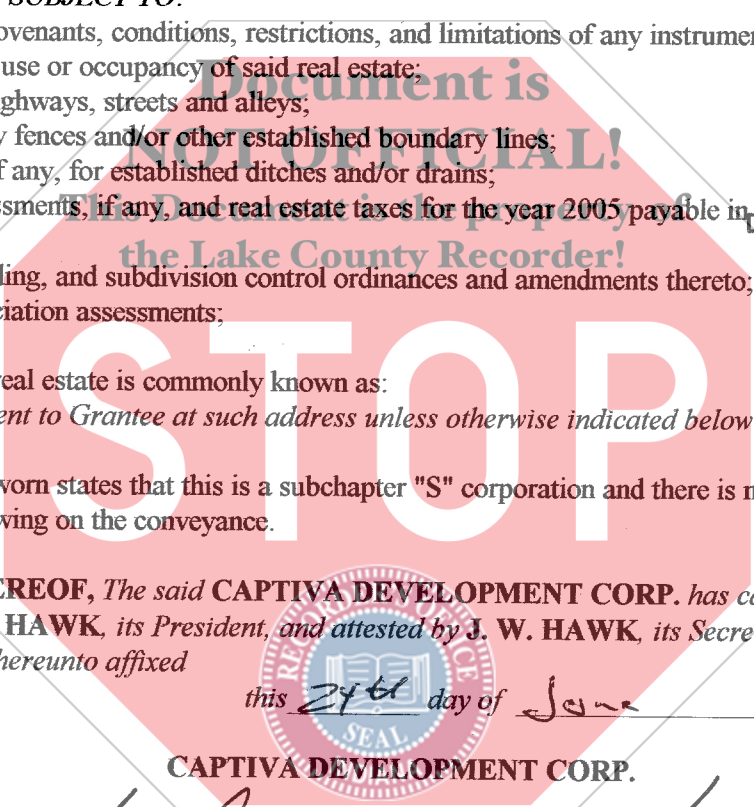 SUBJECT TO:
ovenants, conditions, restrictions, and limitations of any instrumen
use or occupancy of said real estate;
Document is
ghways, streets and alleys;
y fences and/or other established boundary lines;
NOT OFFICIAL!
f any, for established ditches and/or drains;
ssments, if any, and real estate taxes for the year 2005 payable in
This Document is the property of
the Lake County Recorder!
ling, and subdivision control ordinances and amendments thereto;
ciation assessments;
STOP
real estate is commonly known as:
ent to Grantee at such address unless otherwise indicated below
worn states that this is a subchapter "S" corporation and there is n
wing on the conveyance.
EREOF, The said CAPTIVA DEVELOPMENT CORP. has ca
HAWK, its President, and attested by J. W. HAWK, its Secre
hereunto affixed
this 24th day of June
SEAL
CAPTIVA DEVELOPMENT CORP.